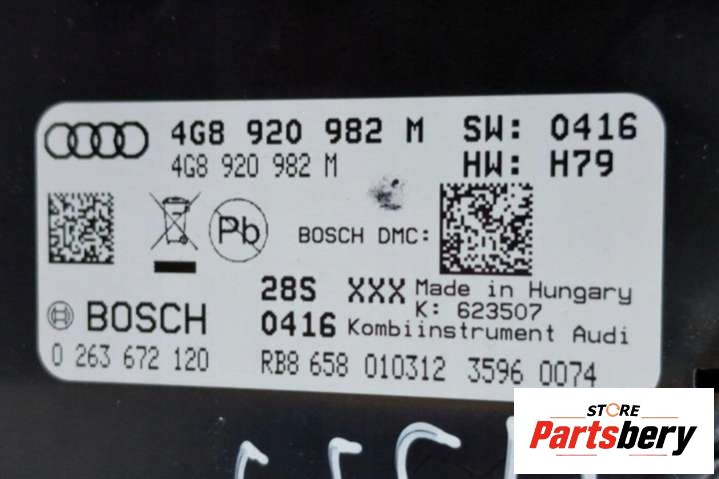 4G8 920 982 M SW: 0416
4G8 920 982 M HW: H79
Pb
BOSCH DMC:
28S XXX Made in Hungary
K: 623507
BOSCH 0416 Kombiinstrument Audi
0 263 672 120 RB8 658 010312 3596 0074
STORE
Partsbery